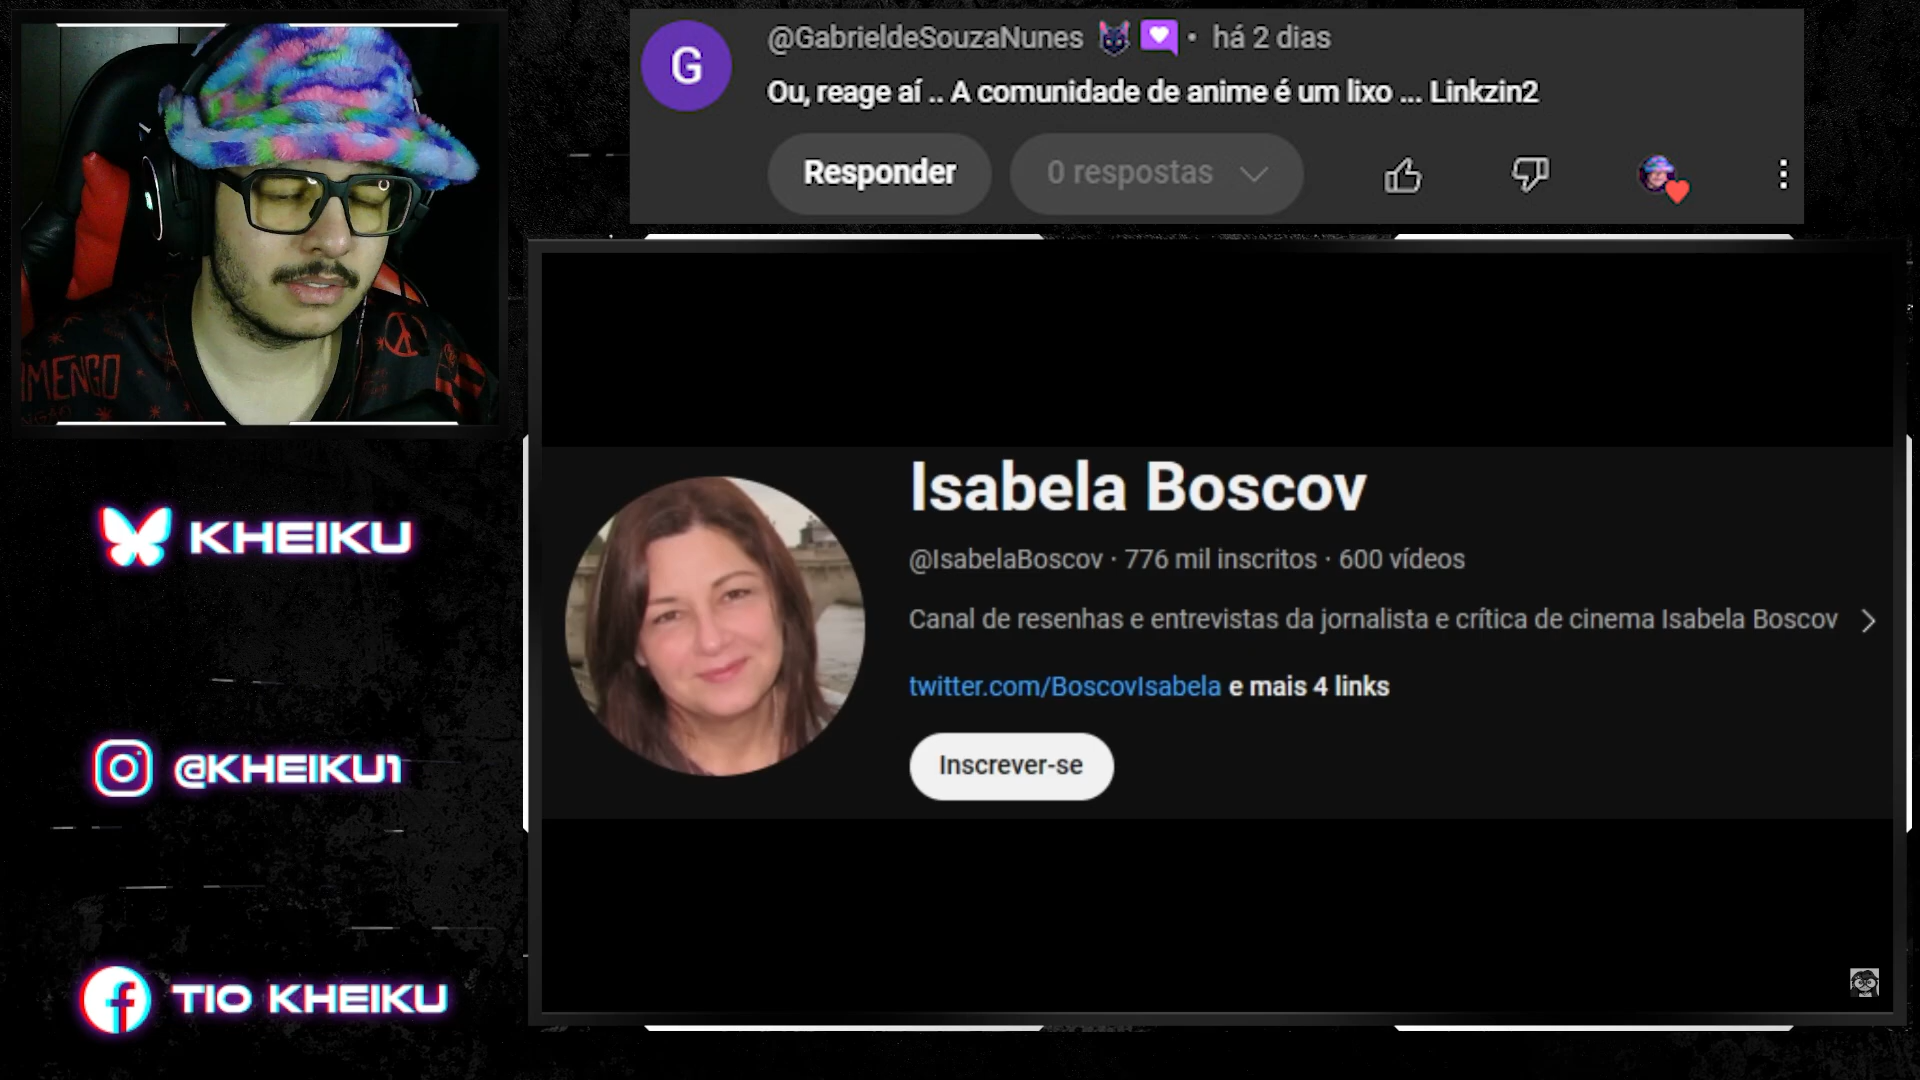 @GabrieldeSouzaNunes • há 2 dias
Ou, reage aí .. A comunidade de anime é um lixo ... Linkzin2
Responder
0 respostas
G
MENGO
Isabela Boscov
@IsabelaBoscov · 776 mil inscritos · 600 vídeos
Canal de resenhas e entrevistas da jornalista e crítica de cinema Isabela Boscov
twitter.com/BoscovIsabela e mais 4 links
Inscrever-se
KHEIKU
@KHEIKU1
TIO KHEIKU